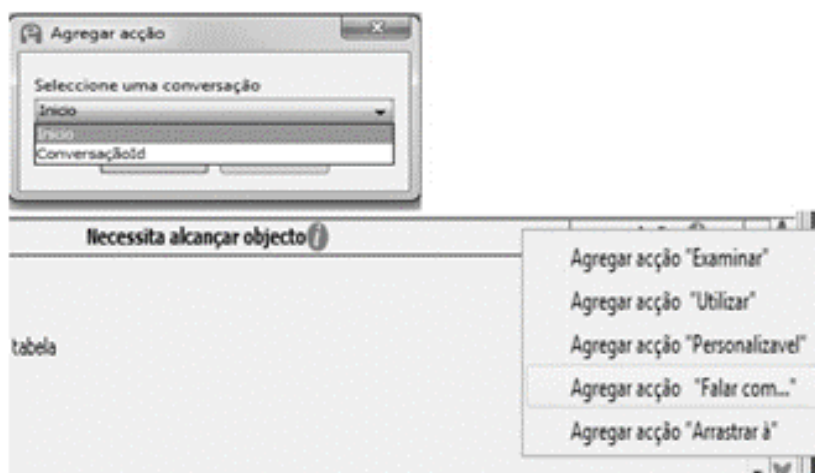 Agregar acção
Seleccione uma conversação
Inicio
Inicio
ConversaçãoId
Necessita alcançar objecto
Agregar acção "Examinar"
Agregar acção "Utilizar"
tabela
Agregar acção "Personalizavel"
Agregar acção "Falar com..."
Agregar acção "Arrastrar à"